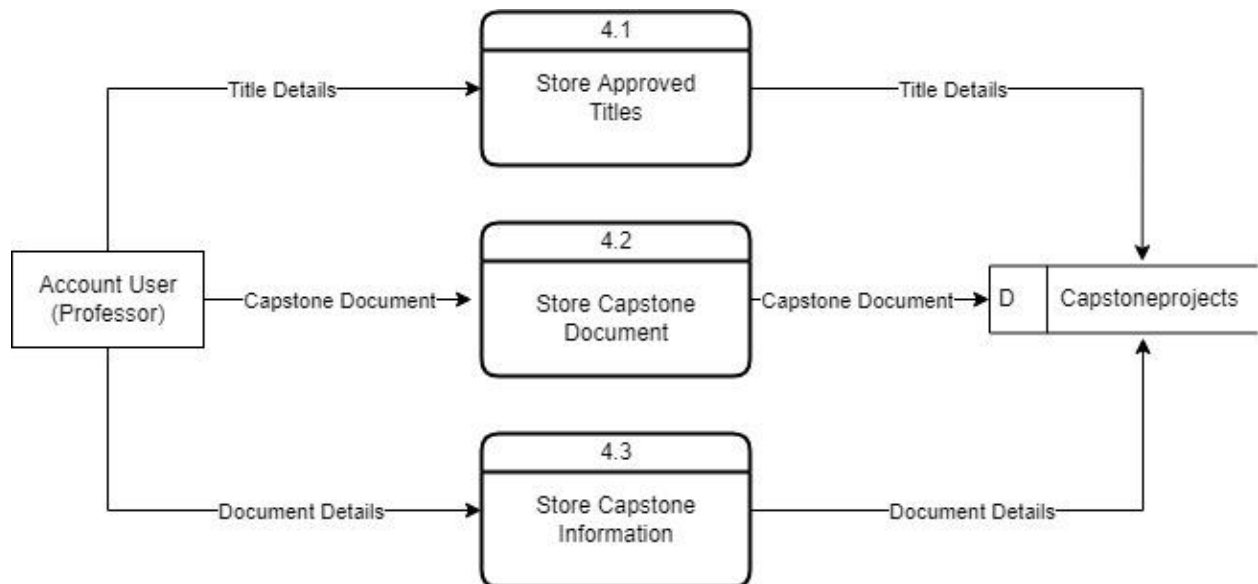 4.1
Title Details
Store Approved
Titles
Title Details
4.2
Account User
(Professor)
Capstone Document
Store Capstone
Document
Capstone Document
D
Capstoneprojects
4.3
Document Details
Store Capstone
Information
Document Details